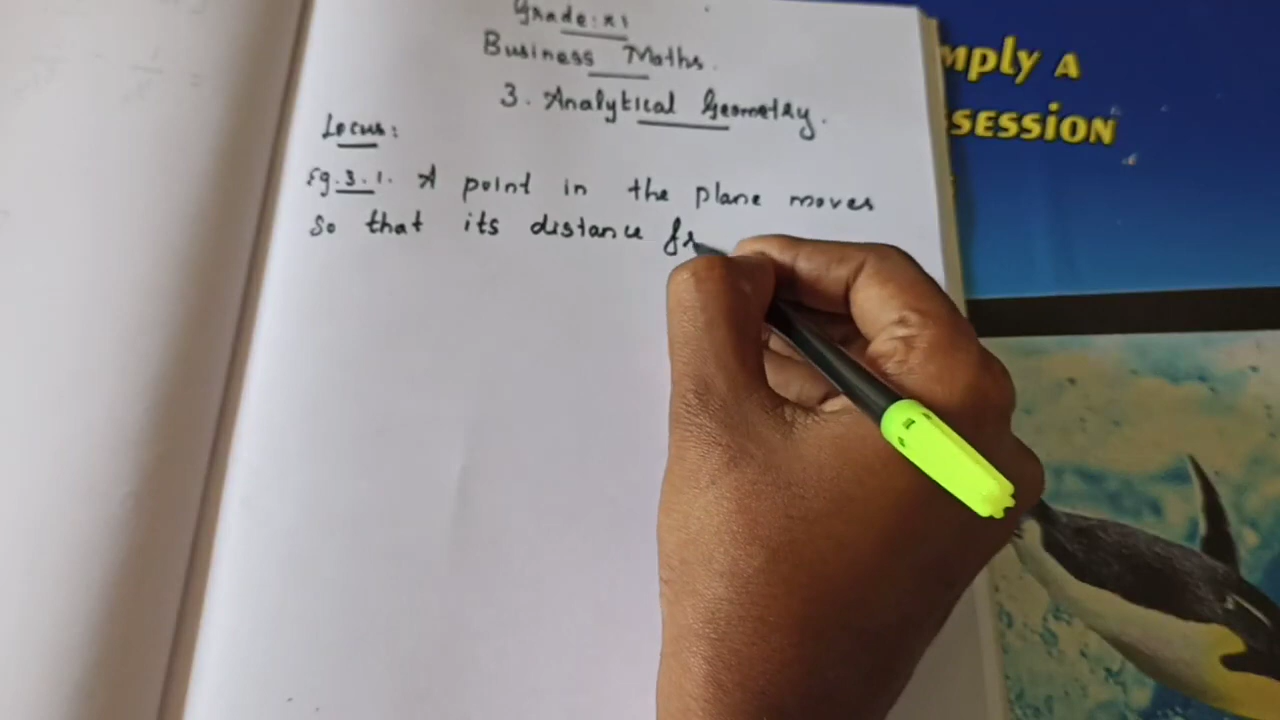 Grade: XI
Business Maths.
3. Analytical Geometry.
Locus:
Eg. 3.1. A point in the plane moves
So that its distance fr
mply A
SESSION